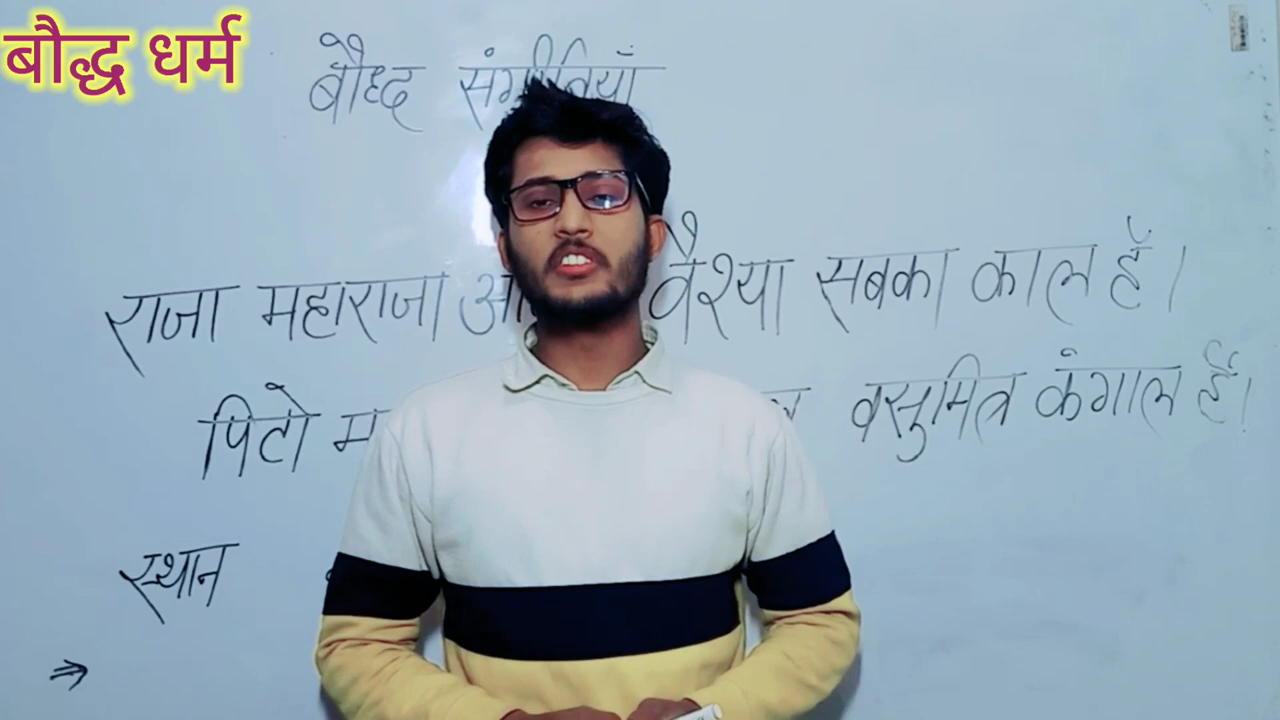 बौद्ध धर्म
बौध्द संगीतियाँ
राजा महाराजा वैश्या सबका काल है।
पिटो वसुमित्र कंगाल हैं।
स्थान
⇒